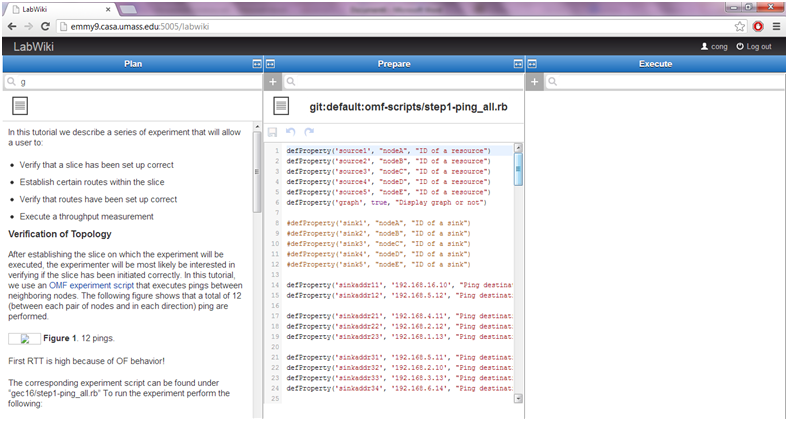 LabWiki
emmy9.casa.umass.edu:5005/labwiki
LabWiki
cong
Log out
Plan
Prepare
Execute
g
In this tutorial we describe a series of experiment that will allow
a user to:
Verify that a slice has been set up correct
Establish certain routes within the slice
Verify that routes have been set up correct
Execute a throughput measurement
Verification of Topology
After establishing the slice on which the experiment will be
executed, the experimenter will be most likely be interested in
verifying if the slice has been initiated correctly. In this tutorial,
we use an OMF experiment script that executes pings between
neighboring nodes. The following figure shows that a total of 12
(between each pair of nodes and in each direction) ping are
performed.
Figure 1. 12 pings.
First RTT is high because of OF behavior!
The corresponding experiment script can be found under
"gec16/step1-ping_all.rb" To run the experiment perform the
following:
git:default:omf-scripts/step1-ping_all.rb
1 defProperty('source1', "nodeA", "ID of a resource")
2 defProperty('source2', "nodeB", "ID of a resource")
3 defProperty('source3', "nodeC", "ID of a resource")
4 defProperty('source4', "nodeD", "ID of a resource")
5 defProperty('source5', "nodeE", "ID of a resource")
6 defProperty('graph', true, "Display graph or not")
7
8 #defProperty('sink1', "nodeA", "ID of a sink")
9 #defProperty('sink2', "nodeB", "ID of a sink")
10 #defProperty('sink3', "nodeC", "ID of a sink")
11 #defProperty('sink4', "nodeD", "ID of a sink")
12 #defProperty('sink5', "nodeE", "ID of a sink")
13
14 defProperty('sinkaddr11', '192.168.16.10', "Ping destinat
15 defProperty('sinkaddr12', '192.168.5.12', "Ping destinati
16
17 defProperty('sinkaddr21', '192.168.4.11', "Ping destinati
18 defProperty('sinkaddr22', '192.168.2.12', "Ping destinati
19 defProperty('sinkaddr23', '192.168.1.13', "Ping destinati
20
21 defProperty('sinkaddr31', '192.168.5.11', "Ping destinati
22 defProperty('sinkaddr32', '192.168.2.10', "Ping destinati
23 defProperty('sinkaddr33', '192.168.3.13', "Ping destinati
24 defProperty('sinkaddr34', '192.168.6.14', "Ping destinati
25